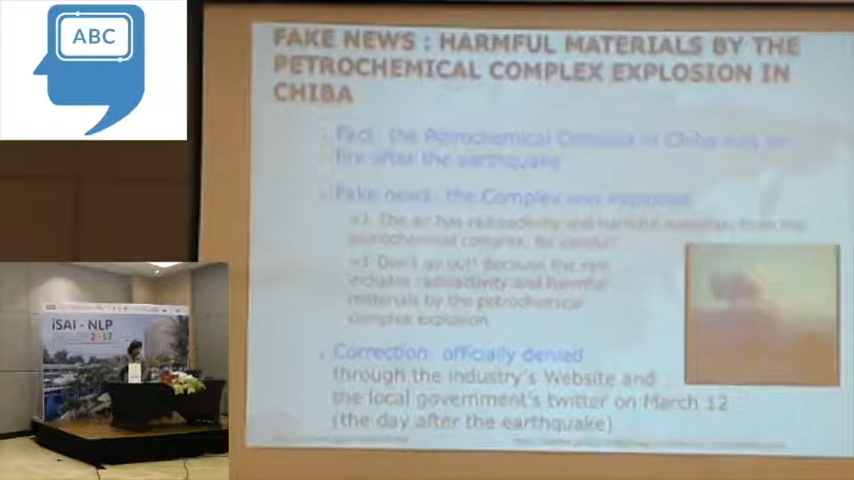 ABC
FAKE NEWS : HARMFUL MATERIALS BY THE
PETROCHEMICAL COMPLEX EXPLOSION IN
CHIBA
Fact : the Petrochemical Complex in Chiba was on
fire after the earthquake
Fake news : the Complex was exploded
The air has radioactivity and harmful materials from the
petrochemical complex. Be careful
Don't go out! Because the rain
includes radioactivity and harmful
materials by the petrochemical
complex explosion
Correction officially denied
through the industry's Website and
the local government's twitter on March 12
(the day after the earthquake)
iSAI - NLP